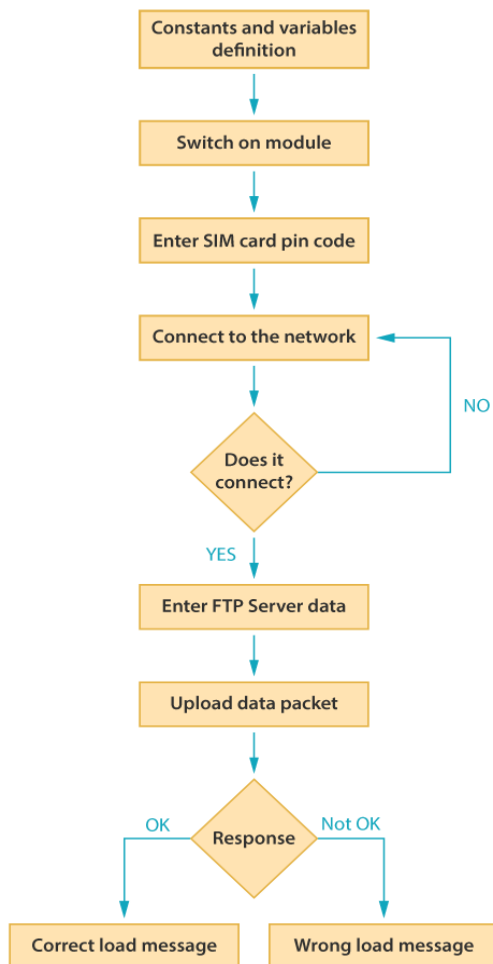 Constants and variables
definition
Switch on module
Enter SIM card pin code
Connect to the network
NO
Does it
connect?
YES
Enter FTP Server data
Upload data packet
OK
Not OK
Response
Correct load message
Wrong load message